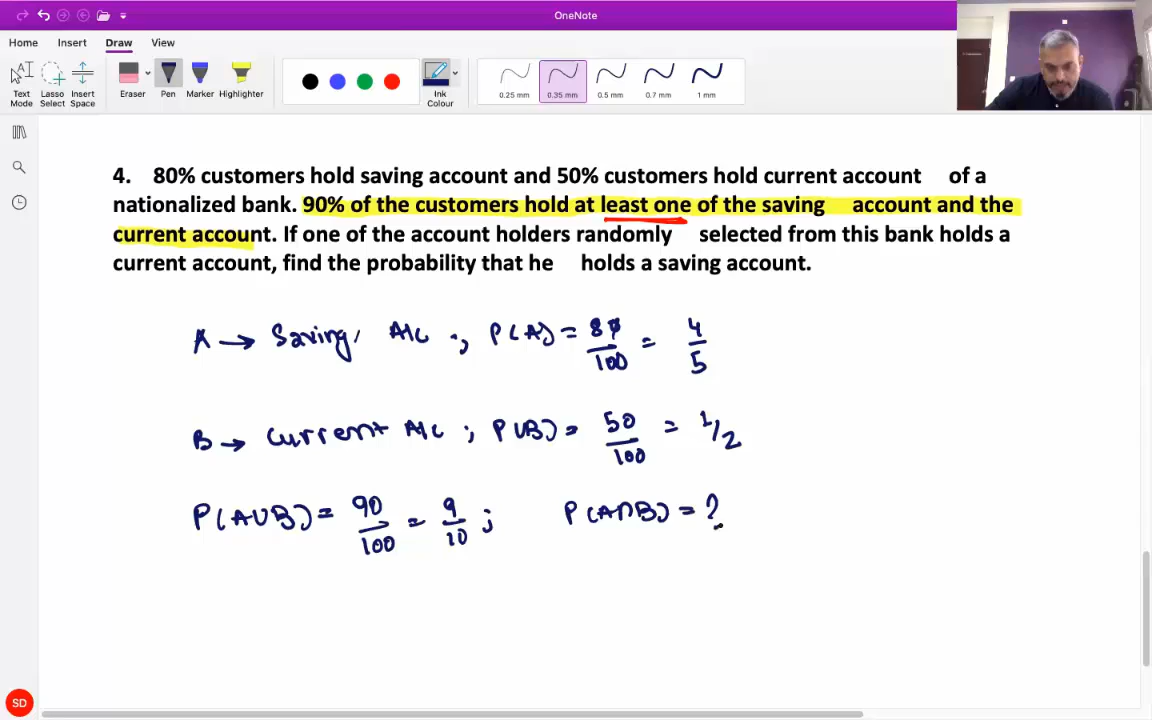 OneNote
Home Insert Draw View
Text Mode
Lasso Select
Insert Space
Eraser
Pen
Marker
Highlighter
Ink Colour
0.25 mm
0.35 mm
0.5 mm
0.7 mm
1 mm
4. 80% customers hold saving account and 50% customers hold current account of a
nationalized bank. 90% of the customers hold at least one of the saving account and the
current account. If one of the account holders randomly selected from this bank holds a
current account, find the probability that he holds a saving account.
A → Saving A/C ; P(A) = 80/100 = 4/5
B → Current A/C ; P(B) = 50/100 = 1/2
P(A∪B) = 90/100 = 9/10 ; P(A∩B) = ?
SD